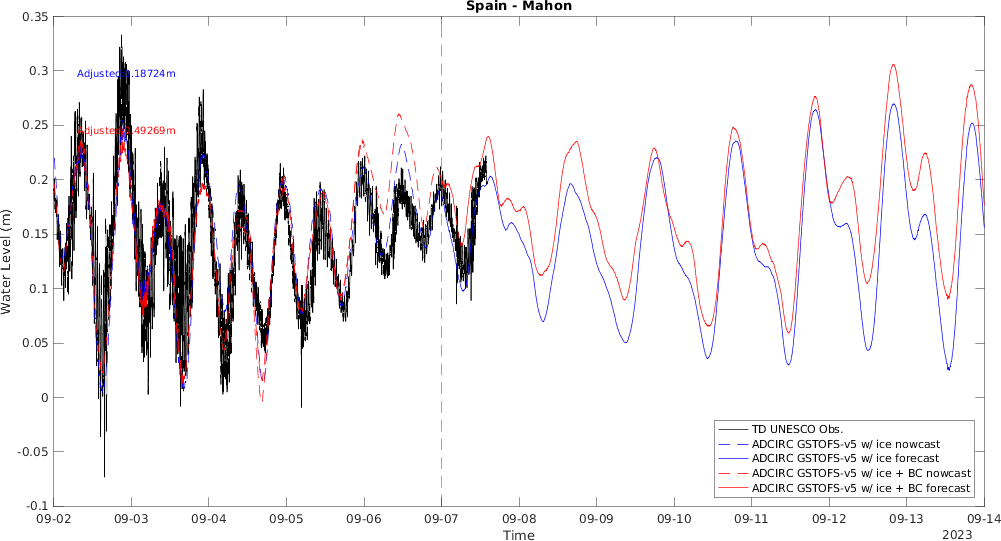 Spain - Mahon
0.35
0.3
0.25
0.2
0.15
0.1
0.05
0
-0.05
-0.1
Water Level (m)
Adjusted .18724m
Adjusted .49269m
TD UNESCO Obs.
ADCIRC GSTOFS-v5 w/ ice nowcast
ADCIRC GSTOFS-v5 w/ ice forecast
ADCIRC GSTOFS-v5 w/ ice + BC nowcast
ADCIRC GSTOFS-v5 w/ ice + BC forecast
09-02 09-03 09-04 09-05 09-06 09-07 09-08 09-09 09-10 09-11 09-12 09-13 09-14
Time
2023